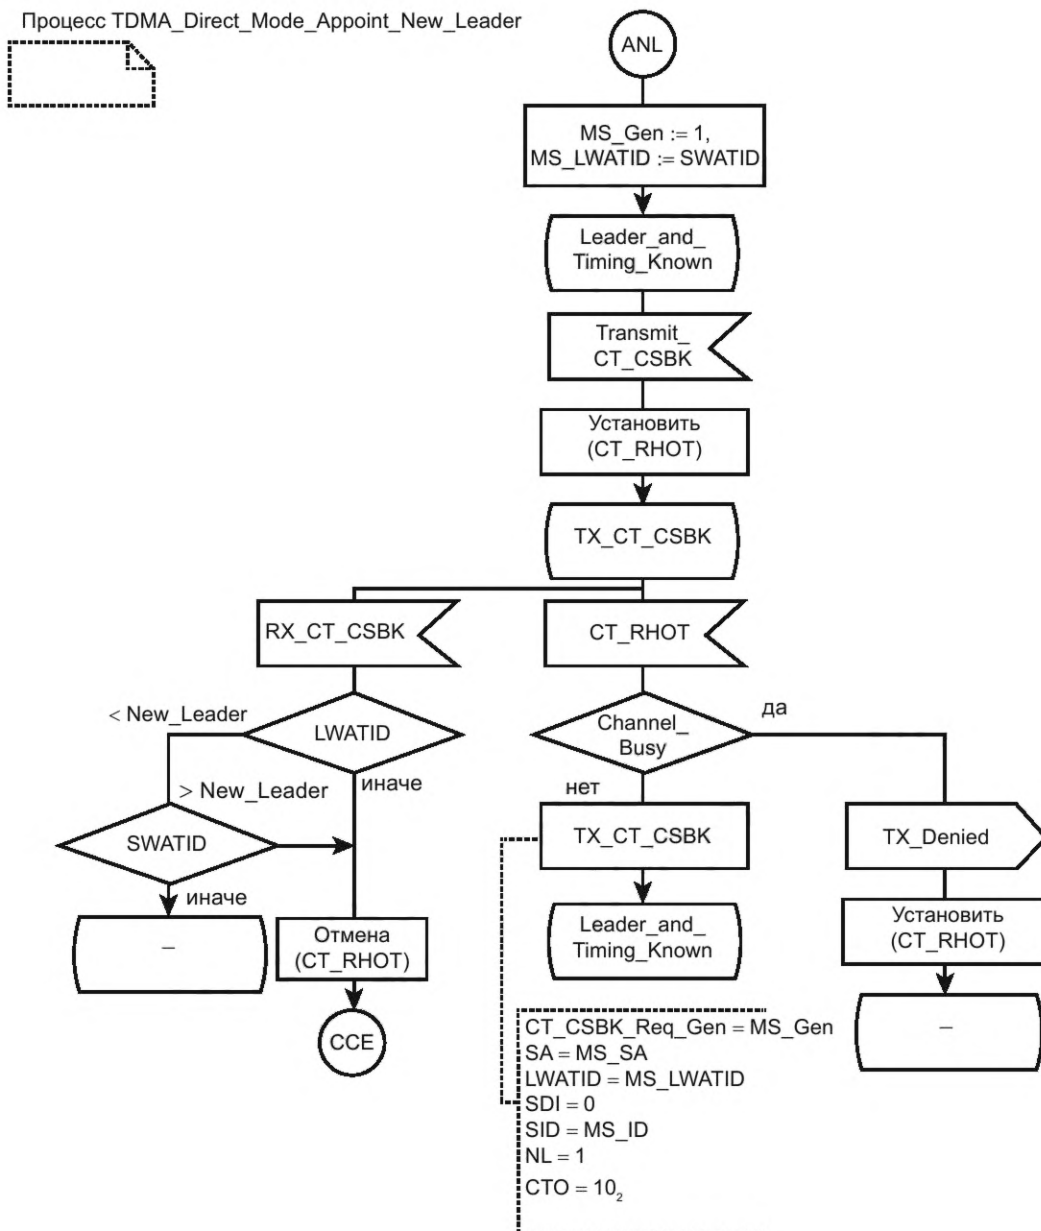 Процесс TDMA_Direct_Mode_Appoint_New_Leader
ANL
MS_Gen := 1,
MS_LWATID := SWATID
Leader_and_
Timing_Known
Transmit_
CT_CSBK
Установить
(CT_RHOT)
TX_CT_CSBK
RX_CT_CSBK
CT_RHOT
< New_Leader
LWATID
Channel_
Busy
да
иначе
нет
> New_Leader
SWATID
TX_CT_CSBK
TX_Denied
иначе
–
Отмена
(CT_RHOT)
Leader_and_
Timing_Known
Установить
(CT_RHOT)
–
CCE
CT_CSBK_Req_Gen = MS_Gen
SA = MS_SA
LWATID = MS_LWATID
SDI = 0
SID = MS_ID
NL = 1
CTO = 10₂